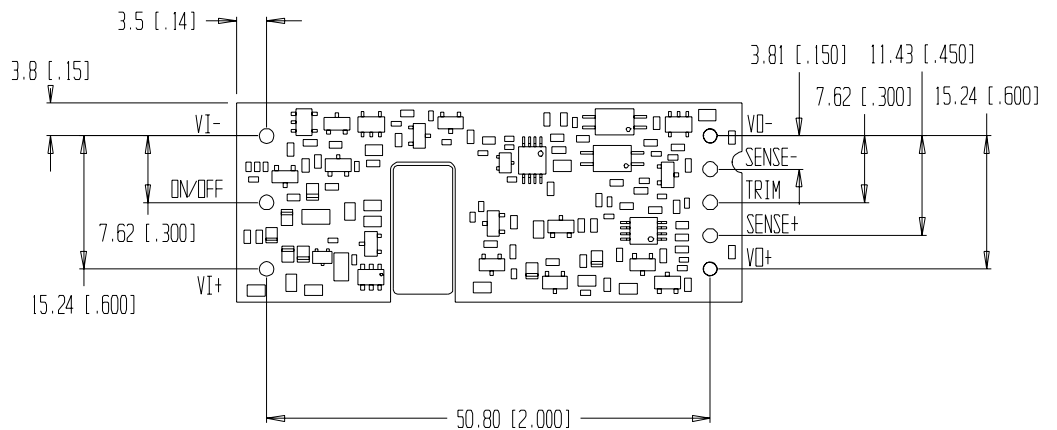 3.5 [.14]
3.8 [.15]
3.81 [.150]
11.43 [.450]
7.62 [.300]
15.24 [.600]
VI-
VO-
SENSE-
ON/OFF
TRIM
7.62 [.300]
SENSE+
VO+
VI+
15.24 [.600]
50.80 [2.000]